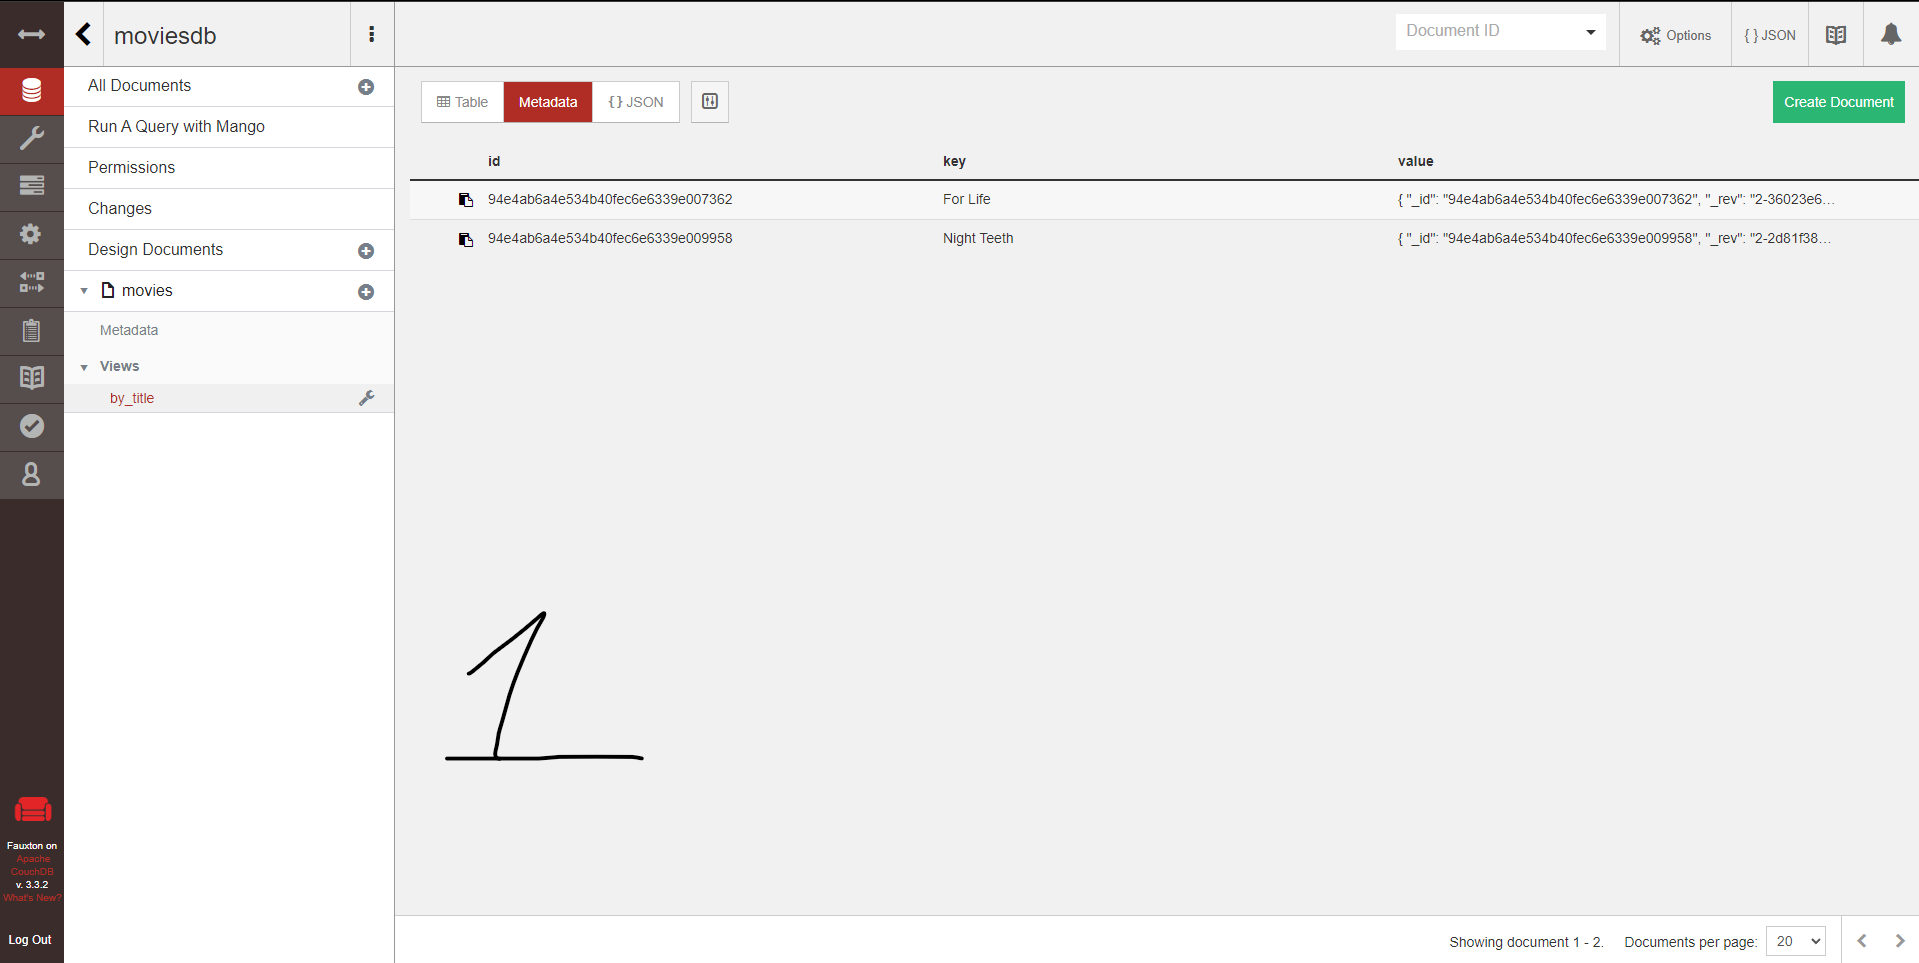 moviesdb
Document ID
Options
{ } JSON
All Documents
Run A Query with Mango
Permissions
Changes
Design Documents
movies
Metadata
Views
by_title
Table
Metadata
{ } JSON
Create Document
id key value
94e4ab6a4e534b40fec6e6339e007362 For Life { "_id": "94e4ab6a4e534b40fec6e6339e007362", "_rev": "2-36023e6...
94e4ab6a4e534b40fec6e6339e009958 Night Teeth { "_id": "94e4ab6a4e534b40fec6e6339e009958", "_rev": "2-2d81f38...
1
Fauxton on
Apache
CouchDB
v. 3.3.2
What's New?
Log Out
Showing document 1 - 2. Documents per page: 20